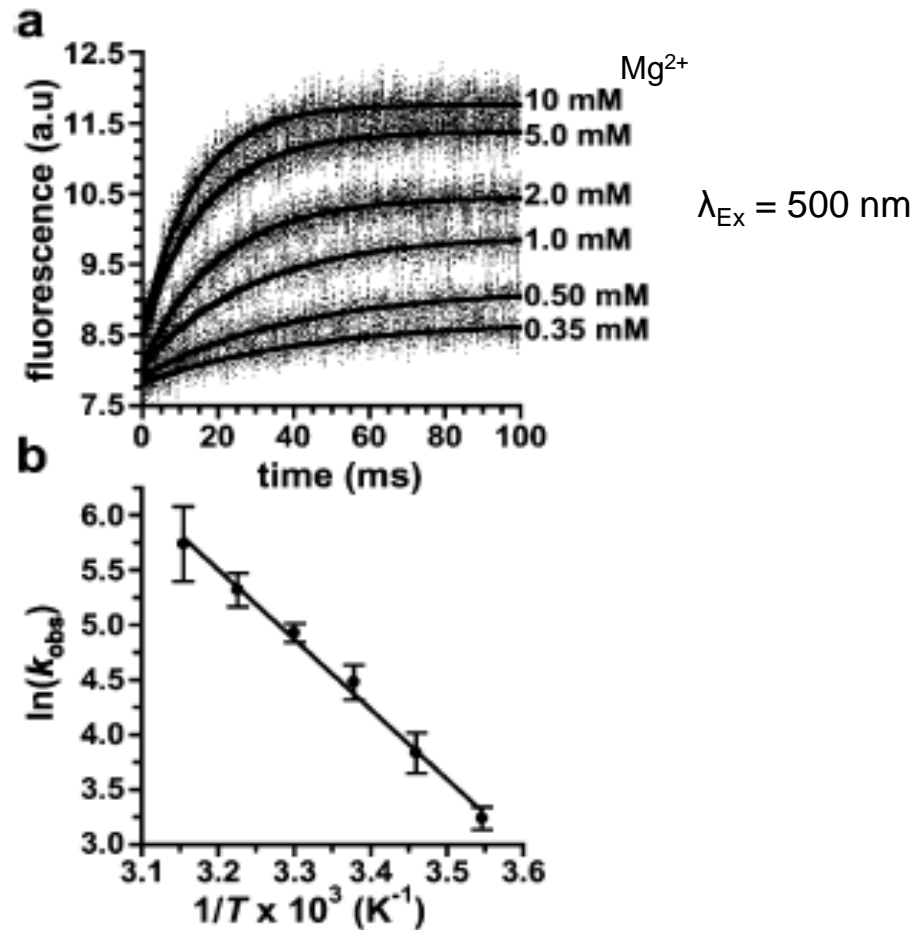 a
fluorescence (a.u)
12.5
11.5
10.5
9.5
8.5
7.5
Mg²⁺
10 mM
5.0 mM
2.0 mM
1.0 mM
0.50 mM
0.35 mM
λEx = 500 nm
0 20 40 60 80 100
time (ms)
b
ln(kobs)
6.0
5.5
5.0
4.5
4.0
3.5
3.0
3.1 3.2 3.3 3.4 3.5 3.6
1/T x 10³ (K⁻¹)